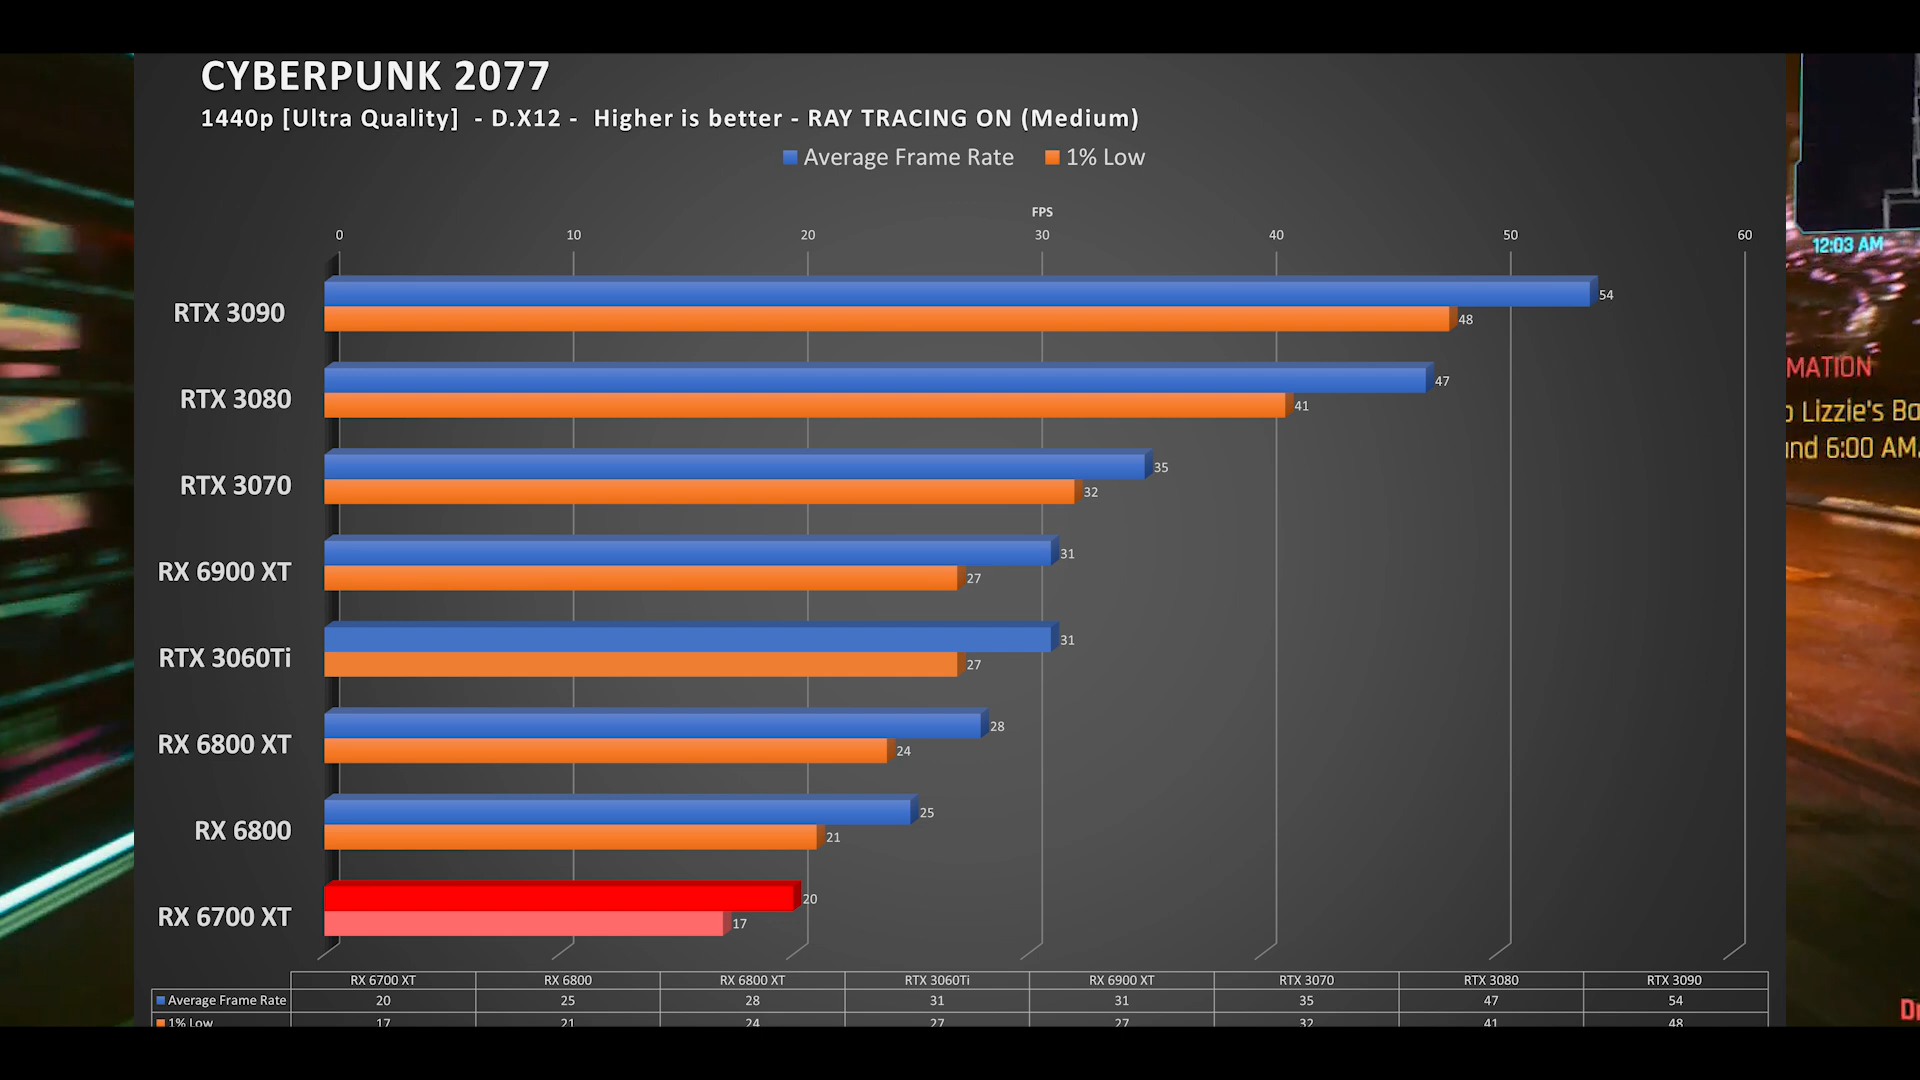 CYBERPUNK 2077
1440p [Ultra Quality] - D.X12 - Higher is better - RAY TRACING ON (Medium)
Average Frame Rate 1% Low
FPS
0 10 20 30 40 50 60
RTX 3090 54 48
RTX 3080 47 41
RTX 3070 35 32
RX 6900 XT 31 27
RTX 3060Ti 31 27
RX 6800 XT 28 24
RX 6800 25 21
RX 6700 XT 20 17
RX 6700 XT RX 6800 RX 6800 XT RTX 3060Ti RX 6900 XT RTX 3070 RTX 3080 RTX 3090
Average Frame Rate 20 25 28 31 31 35 47 54
1% Low 17 21 24 27 27 32 41 48
12:03 AM
MATION
Lizzie's
6:00 AM.